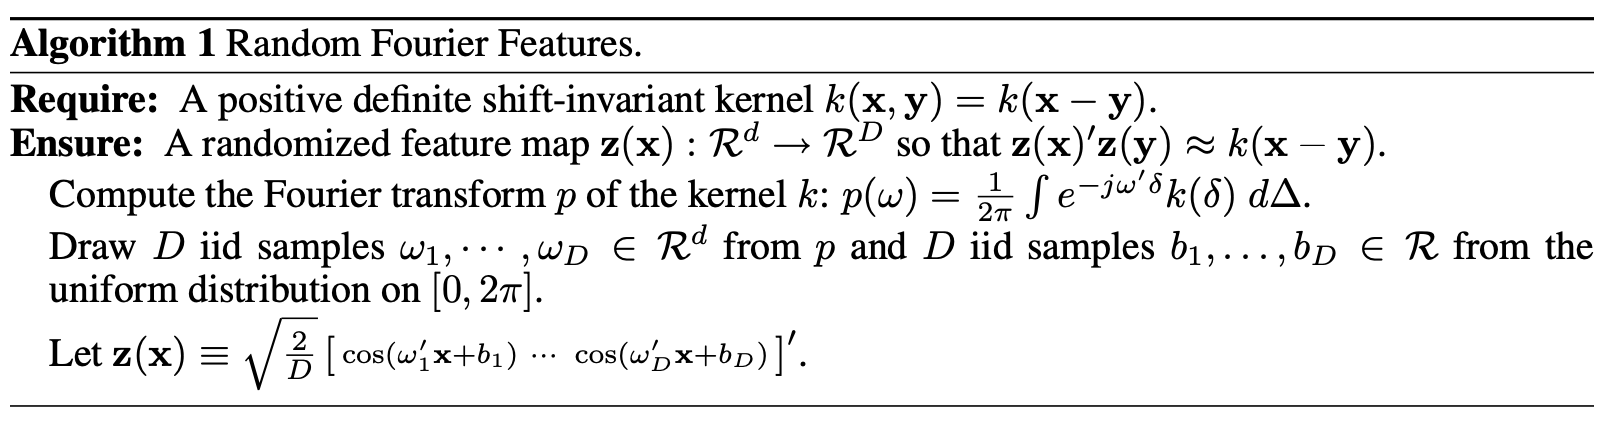 Algorithm 1 Random Fourier Features.
Require: A positive definite shift-invariant kernel k(x, y) = k(x − y).
Ensure: A randomized feature map z(x) : R^d → R^D so that z(x)′z(y) ≈ k(x − y).
Compute the Fourier transform p of the kernel k: p(ω) = 1/2π ∫ e^{−jω′δ} k(δ) dΔ.
Draw D iid samples ω_1, ⋯ , ω_D ∈ R^d from p and D iid samples b_1, . . . , b_D ∈ R from the
uniform distribution on [0, 2π].
Let z(x) ≡ √(2/D) [ cos(ω′_1 x+b_1) ⋯ cos(ω′_D x+b_D) ]′.